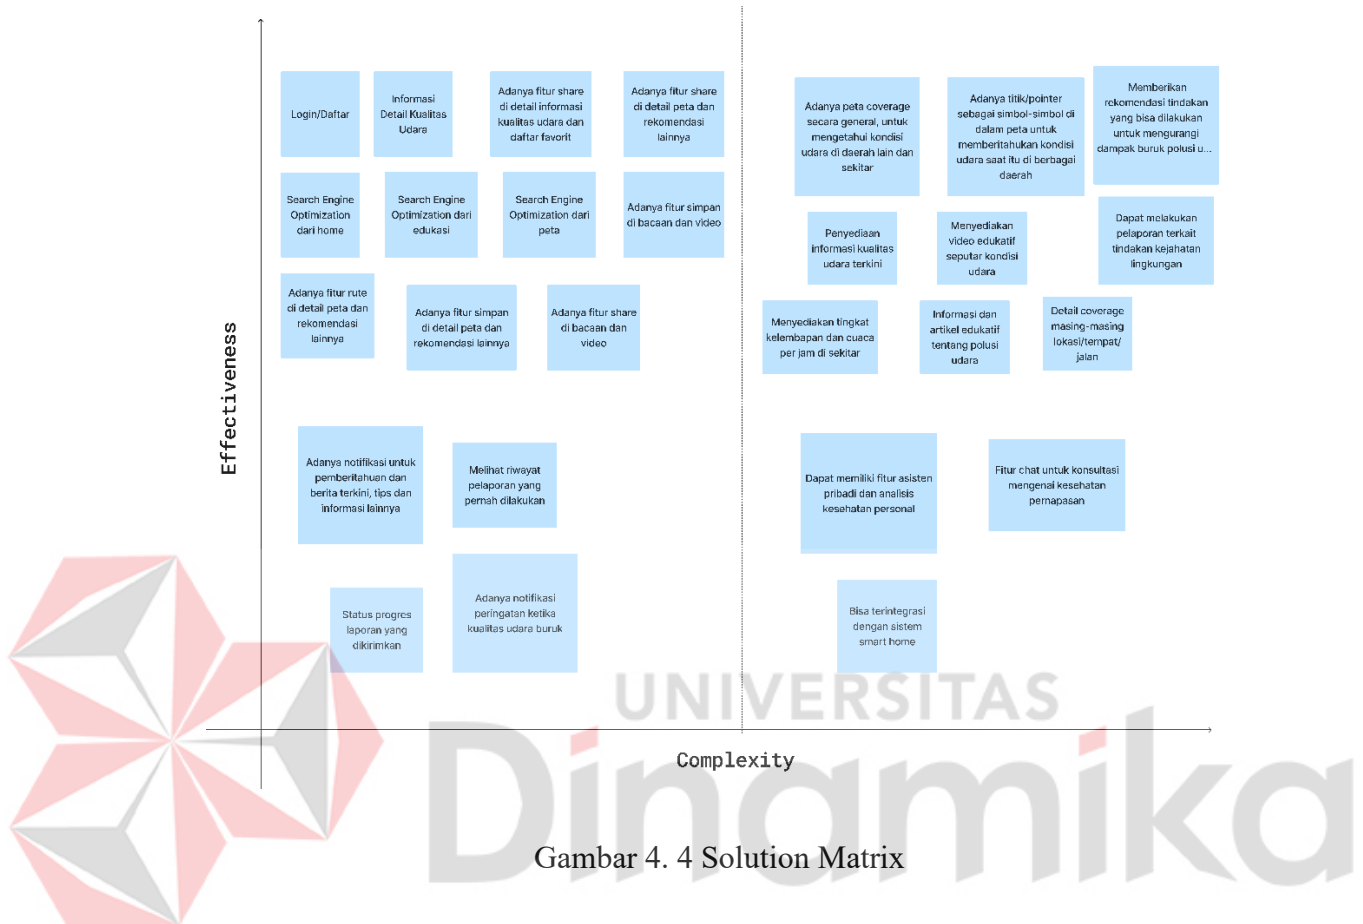 Login/Daftar
Informasi
Detail Kualitas
Udara
Adanya fitur share
di detail informasi
kualitas udara dan
daftar favorit
Adanya fitur share
di detail peta dan
rekomendasi
lainnya
Adanya peta coverage
secara general, untuk
mengetahui kondisi
udara di daerah lain dan
sekitar
Adanya titik/pointer
sebagai simbol-simbol di
dalam peta untuk
memberitahukan kondisi
udara saat itu di berbagai
daerah
Memberikan
rekomendasi tindakan
yang bisa dilakukan
untuk mengurangi
dampak buruk polusi u...
Search Engine
Optimization
dari home
Search Engine
Optimization dari
edukasi
Search Engine
Optimization dari
peta
Adanya fitur simpan
di bacaan dan video
Penyediaan
informasi kualitas
udara terkini
Menyediakan
video edukatif
seputar kondisi
udara
Dapat melakukan
pelaporan terkait
tindakan kejahatan
lingkungan
Adanya fitur rute
di detail peta dan
rekomendasi
lainnya
Adanya fitur simpan
di detail peta dan
rekomendasi lainnya
Adanya fitur share
di bacaan dan
video
Menyediakan tingkat
kelembapan dan cuaca
per jam di sekitar
Informasi dan
artikel edukatif
tentang polusi
udara
Detail coverage
masing-masing
lokasi/tempat/
jalan
Effectiveness
Adanya notifikasi untuk
pemberitahuan dan
berita terkini, tips dan
informasi lainnya
Melihat riwayat
pelaporan yang
pernah dilakukan
Dapat memiliki fitur asisten
pribadi dan analisis
kesehatan personal
Fitur chat untuk konsultasi
mengenai kesehatan
pernapasan
Status progres
laporan yang
dikirimkan
Adanya notifikasi
peringatan ketika
kualitas udara buruk
Bisa terintegrasi
dengan sistem
smart home
Complexity
UNIVERSITAS
Dinamika
Gambar 4. 4 Solution Matrix